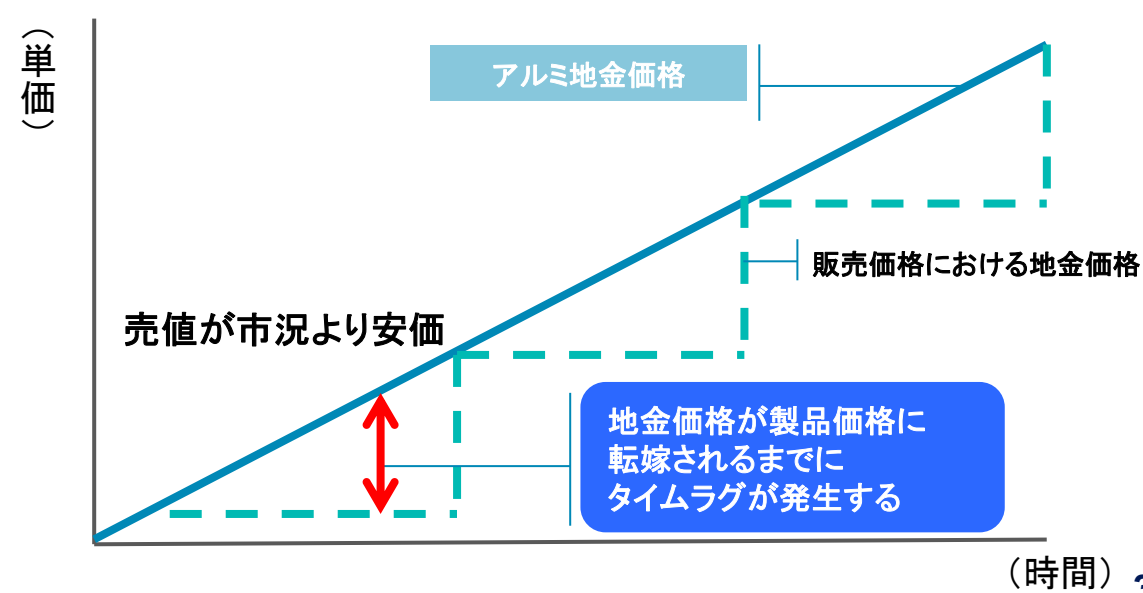 （単価）
アルミ地金価格
販売価格における地金価格
売値が市況より安価
地金価格が製品価格に
転嫁されるまでに
タイムラグが発生する
（時間）